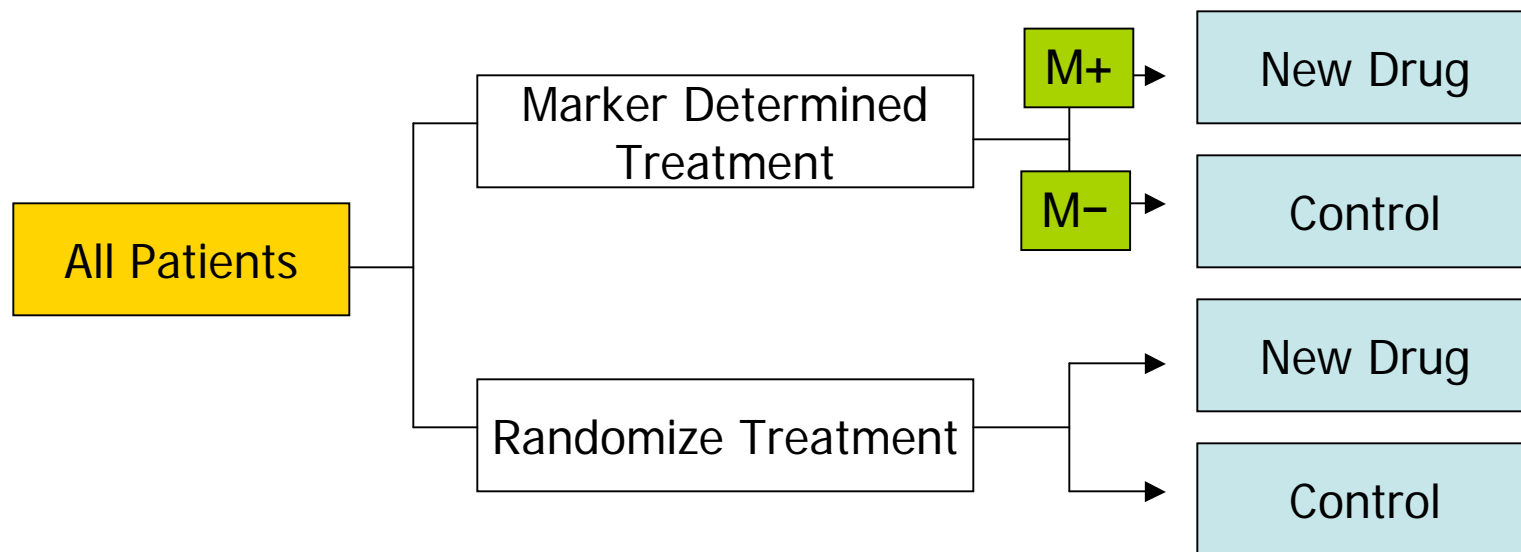 M+
New Drug
Marker Determined
Treatment
M−
Control
All Patients
New Drug
Randomize Treatment
Control